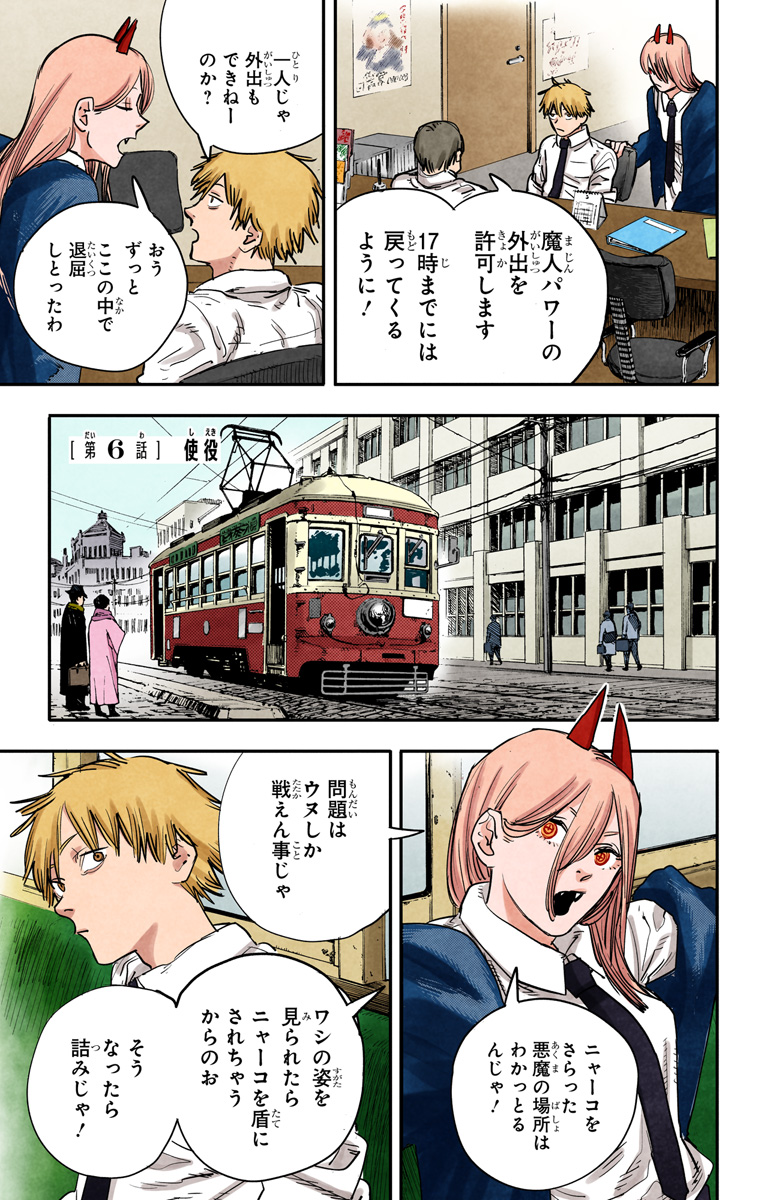 魔人パワーの
外出を
許可します
17時までには
戻ってくる
ように！
一人じゃ
外出も
できねー
のか？
おう
ずっと
ここの中で
退屈
しとったわ
［第6話］ 使役
ニャーコを
さらった
悪魔の場所は
わかっとる
んじゃ！
問題は
ウヌしか
戦えん事じゃ
ワシの姿を
見られたら
ニャーコを盾に
されちゃう
からのお
そう
なったら
詰みじゃ！